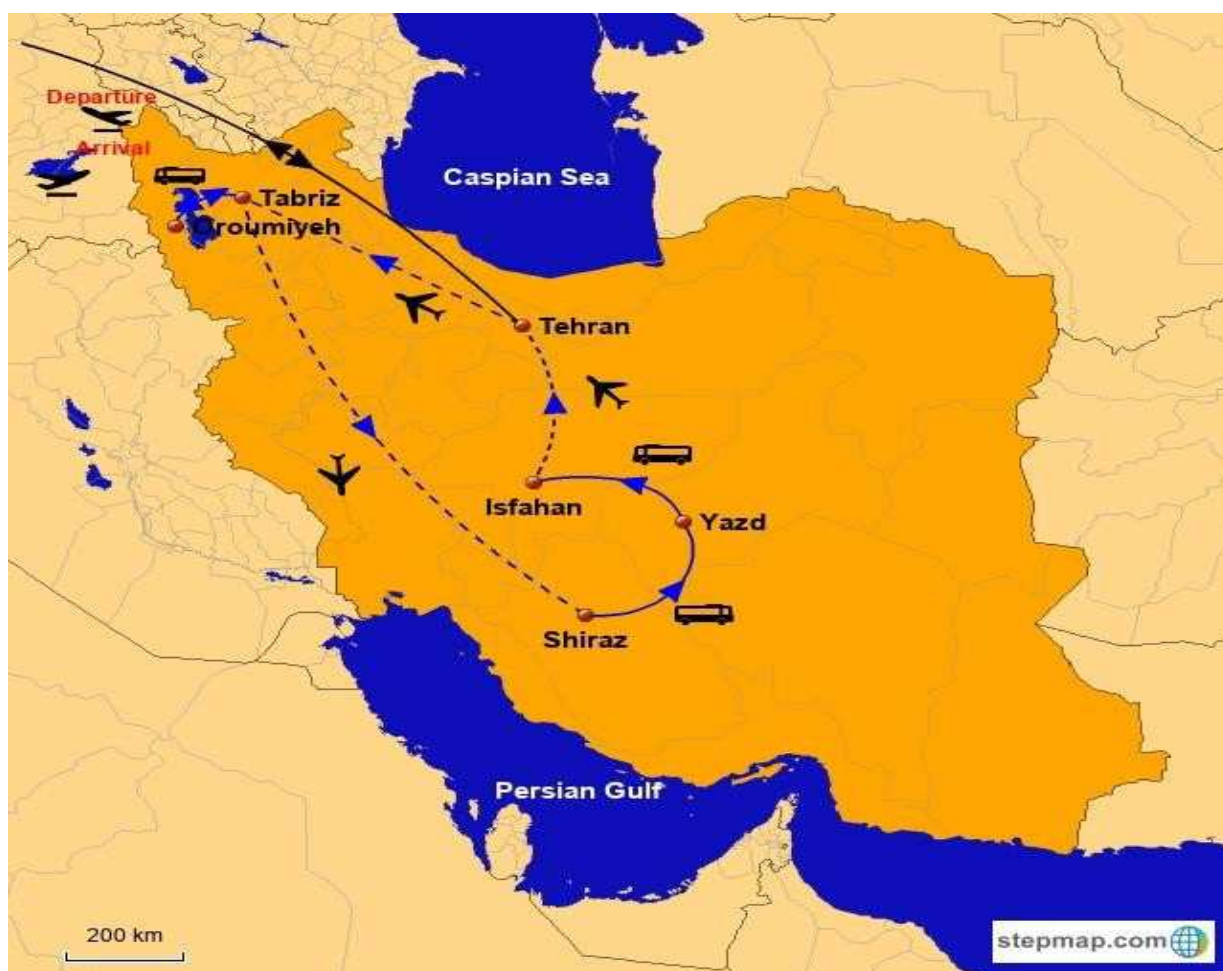 Departure
Arrival
Caspian Sea
Tabriz
Oroumiyeh
Tehran
Isfahan
Yazd
Shiraz
Persian Gulf
200 km
stepmap.com